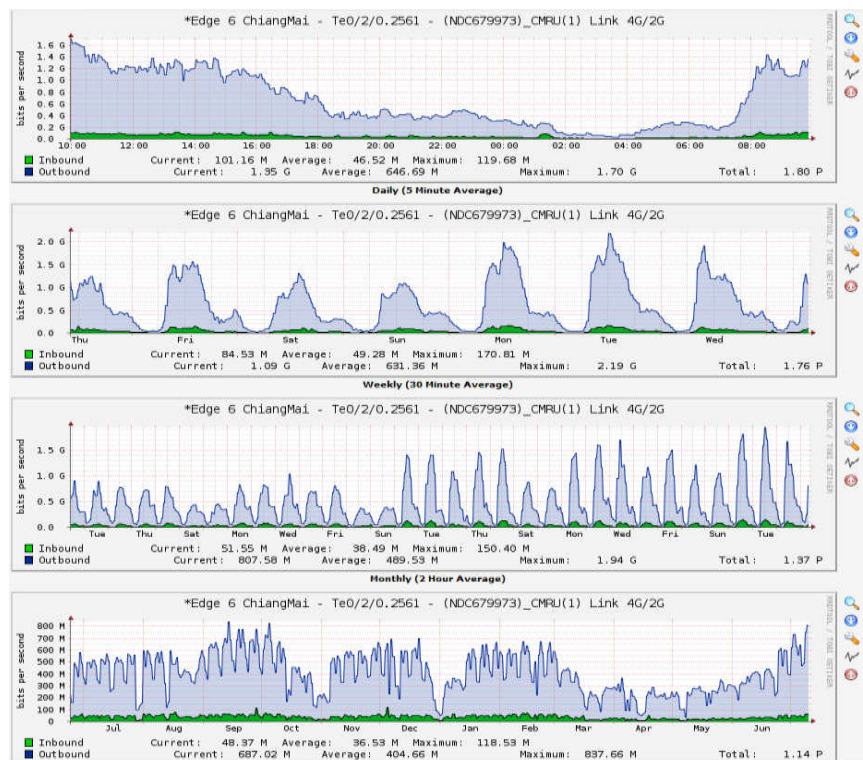 *Edge 6 ChiangMai - Te0/2/0.2561 - (NDC679973)_CMRU(1) Link 4G/2G
RRDTOOL / TOBI OETIKER
bits per second
1.6 G
1.4 G
1.2 G
1.0 G
0.8 G
0.6 G
0.4 G
0.2 G
0.0
10:00 12:00 14:00 16:00 18:00 20:00 22:00 00:00 02:00 04:00 06:00 08:00
Inbound Current: 101.16 M Average: 46.52 M Maximum: 119.68 M
Outbound Current: 1.35 G Average: 646.69 M Maximum: 1.70 G Total: 1.80 P
Daily (5 Minute Average)
*Edge 6 ChiangMai - Te0/2/0.2561 - (NDC679973)_CMRU(1) Link 4G/2G
RRDTOOL / TOBI OETIKER
bits per second
2.0 G
1.5 G
1.0 G
0.5 G
0.0
Thu Fri Sat Sun Mon Tue Wed
Inbound Current: 84.53 M Average: 49.28 M Maximum: 170.81 M
Outbound Current: 1.09 G Average: 631.36 M Maximum: 2.19 G Total: 1.76 P
Weekly (30 Minute Average)
*Edge 6 ChiangMai - Te0/2/0.2561 - (NDC679973)_CMRU(1) Link 4G/2G
RRDTOOL / TOBI OETIKER
bits per second
1.5 G
1.0 G
0.5 G
0.0
Tue Thu Sat Mon Wed Fri Sun Tue Thu Sat Mon Wed Fri Sun Tue
Inbound Current: 51.55 M Average: 38.49 M Maximum: 150.40 M
Outbound Current: 807.58 M Average: 489.53 M Maximum: 1.94 G Total: 1.37 P
Monthly (2 Hour Average)
*Edge 6 ChiangMai - Te0/2/0.2561 - (NDC679973)_CMRU(1) Link 4G/2G
RRDTOOL / TOBI OETIKER
bits per second
800 M
700 M
600 M
500 M
400 M
300 M
200 M
100 M
0
Jul Aug Sep Oct Nov Dec Jan Feb Mar Apr May Jun
Inbound Current: 48.37 M Average: 36.53 M Maximum: 118.53 M
Outbound Current: 687.02 M Average: 404.66 M Maximum: 837.66 M Total: 1.14 P